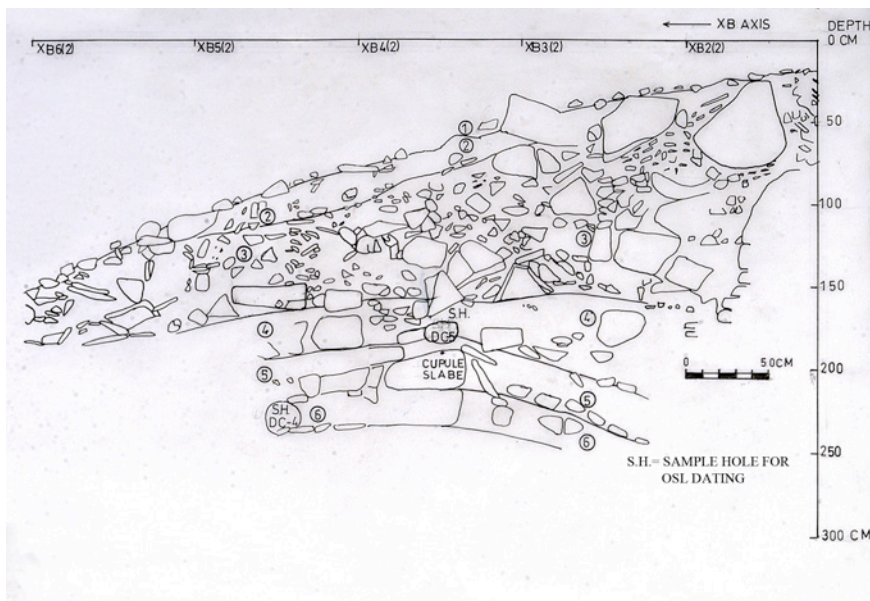 XB AXIS
DEPTH
0 CM
XB6(2) XB5(2) XB4(2) XB3(2) XB2(2)
50
①
②
100
②
③
③
150
S.H.
④
④
DC5
0 50CM
CUPULE
SLABE
200
⑤
⑤
S.H.
DC-4
⑥
⑥
250
S.H.= SAMPLE HOLE FOR
OSL DATING
300 CM